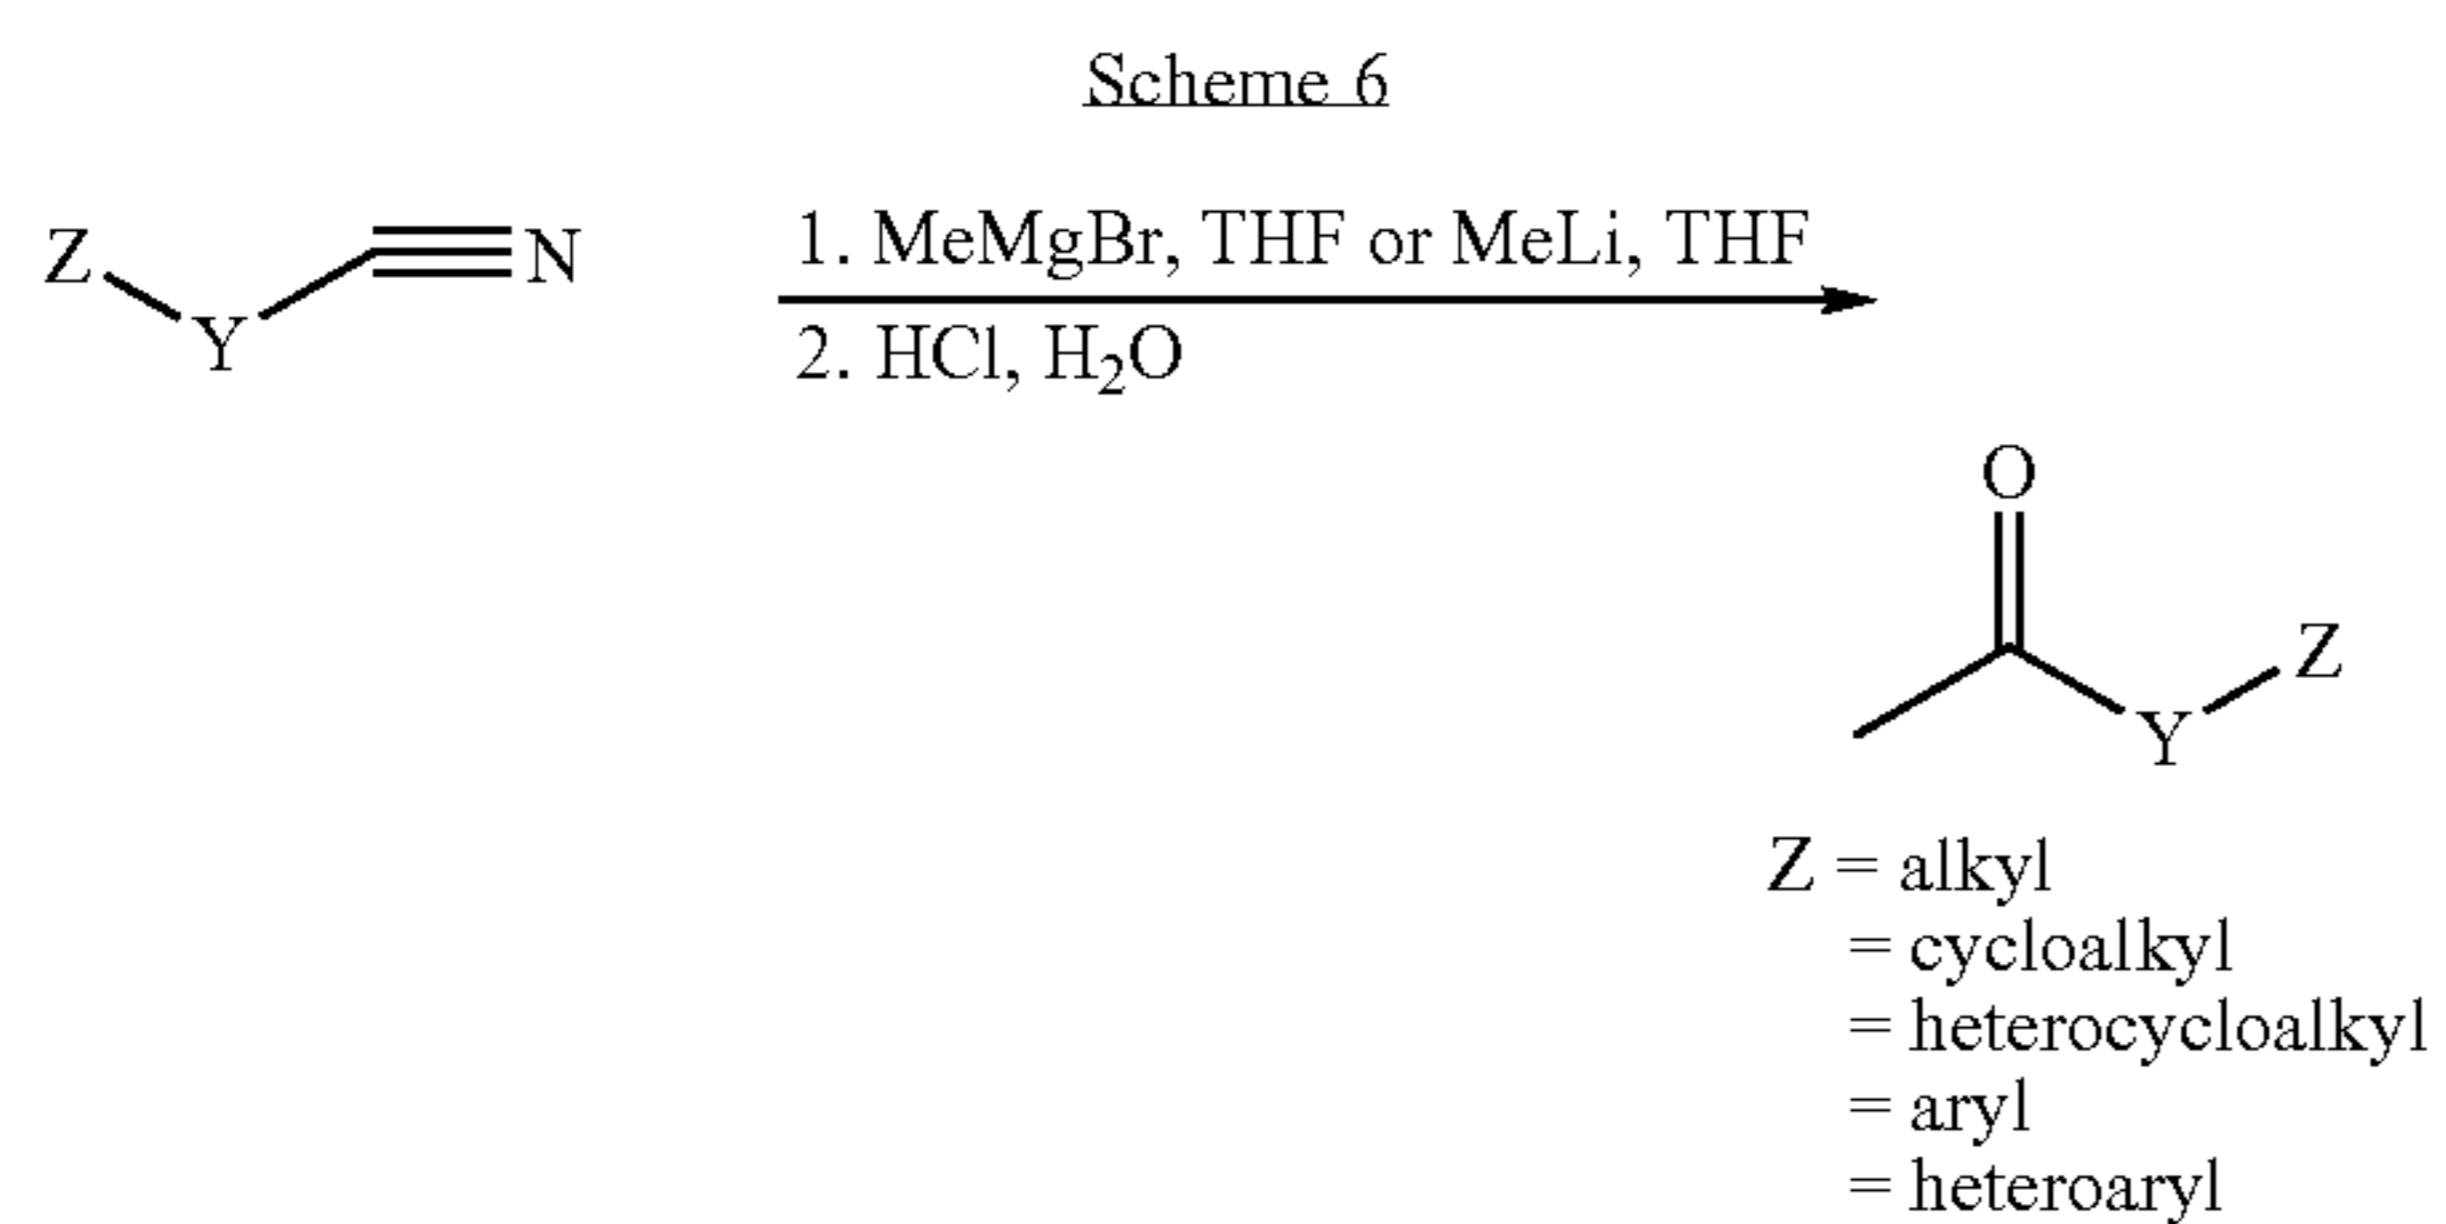 Scheme 6
Z
Y
N
1. MeMgBr, THF or MeLi, THF
2. HCl, H₂O
O
Z
Y
Z = alkyl
= cycloalkyl
= heterocycloalkyl
= aryl
= heteroaryl